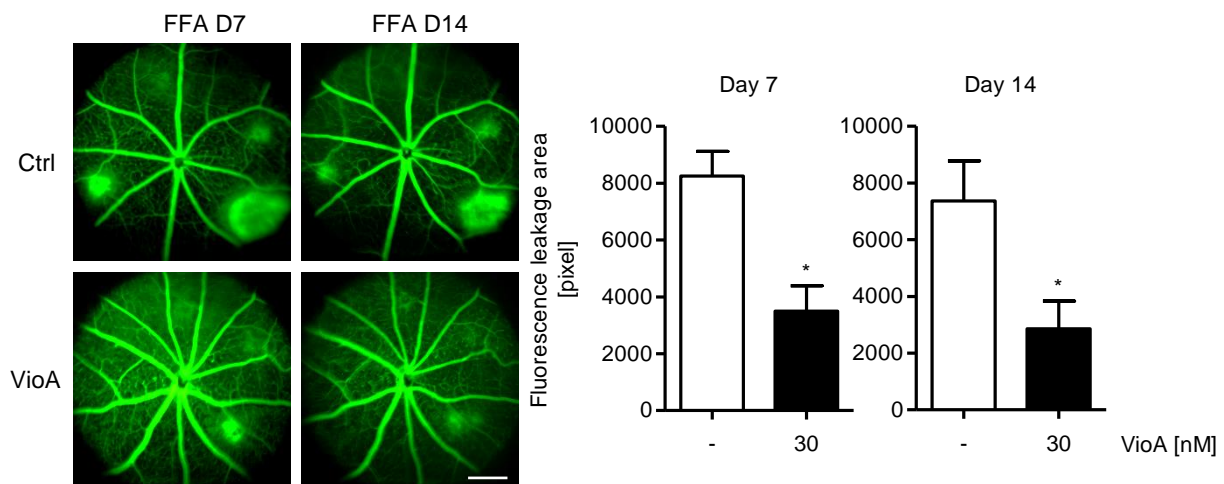 FFA D7
FFA D14
Ctrl
VioA
Fluorescence leakage area
[pixel]
Day 7
10000
8000
6000
4000
2000
0
*
-
30
Day 14
10000
8000
6000
4000
2000
0
*
-
30
VioA [nM]